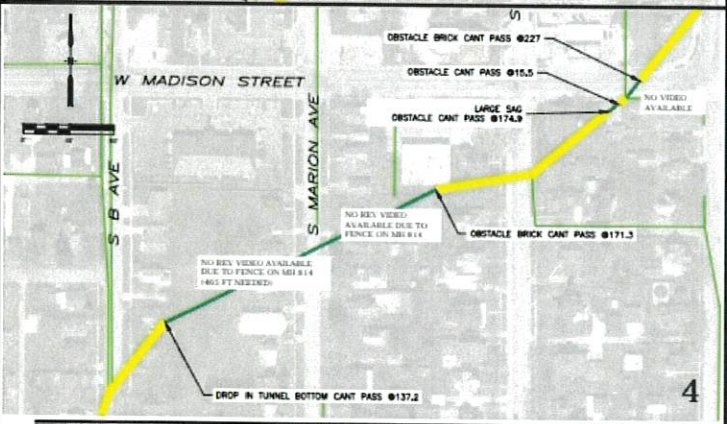 S
OBSTACLE BRICK CANT PASS @227
OBSTACLE CANT PASS @15.5
W MADISON STREET
LARGE SAG
OBSTACLE CANT PASS @174.9
NO VIDEO
AVAILABLE
S MARION AVE
S B AVE
NO REV VIDEO
AVAILABLE DUE TO
FENCE ON MH 814
OBSTACLE BRICK CANT PASS @171.3
NO REV VIDEO AVAILABLE
DUE TO FENCE ON MH 814
(465 FT NEEDED)
DROP IN TUNNEL BOTTOM CANT PASS @137.2
4